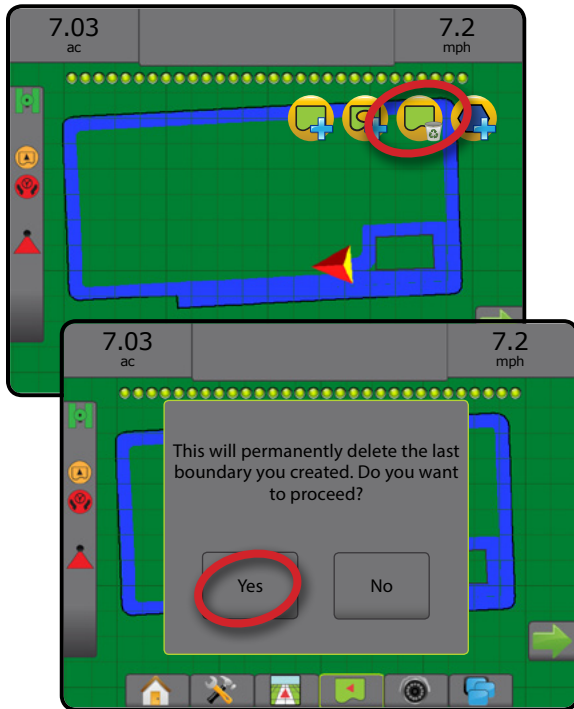 7.03
ac
7.2
mph
7.03
ac
7.2
mph
This will permanently delete the last
boundary you created. Do you want
to proceed?
Yes
No